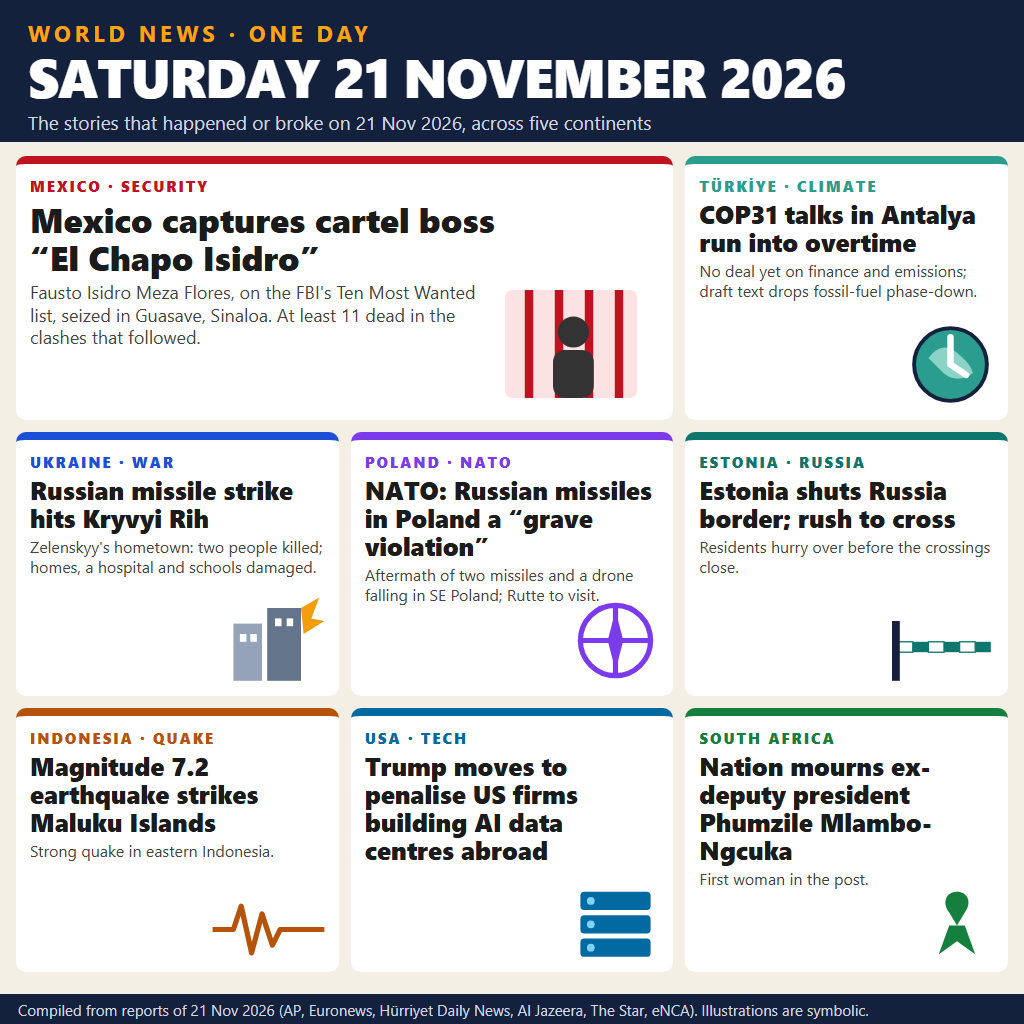 WORLD NEWS · ONE DAY
SATURDAY 21 NOVEMBER 2026
The stories that happened or broke on 21 Nov 2026, across five continents
MEXICO · SECURITY
Mexico captures cartel boss
“El Chapo Isidro”
Fausto Isidro Meza Flores, on the FBI's Ten Most Wanted
list, seized in Guasave, Sinaloa. At least 11 dead in the
clashes that followed.
TÜRKİYE · CLIMATE
COP31 talks in Antalya
run into overtime
No deal yet on finance and emissions;
draft text drops fossil-fuel phase-down.
UKRAINE · WAR
Russian missile strike
hits Kryvyi Rih
Zelenskyy's hometown: two people killed;
homes, a hospital and schools damaged.
POLAND · NATO
NATO: Russian missiles
in Poland a “grave
violation”
Aftermath of two missiles and a drone
falling in SE Poland; Rutte to visit.
ESTONIA · RUSSIA
Estonia shuts Russia
border; rush to cross
Residents hurry over before the crossings
close.
INDONESIA · QUAKE
Magnitude 7.2
earthquake strikes
Maluku Islands
Strong quake in eastern Indonesia.
USA · TECH
Trump moves to
penalise US firms
building AI data
centres abroad
SOUTH AFRICA
Nation mourns ex-
deputy president
Phumzile Mlambo-
Ngcuka
First woman in the post.
Compiled from reports of 21 Nov 2026 (AP, Euronews, Hürriyet Daily News, Al Jazeera, The Star, eNCA). Illustrations are symbolic.